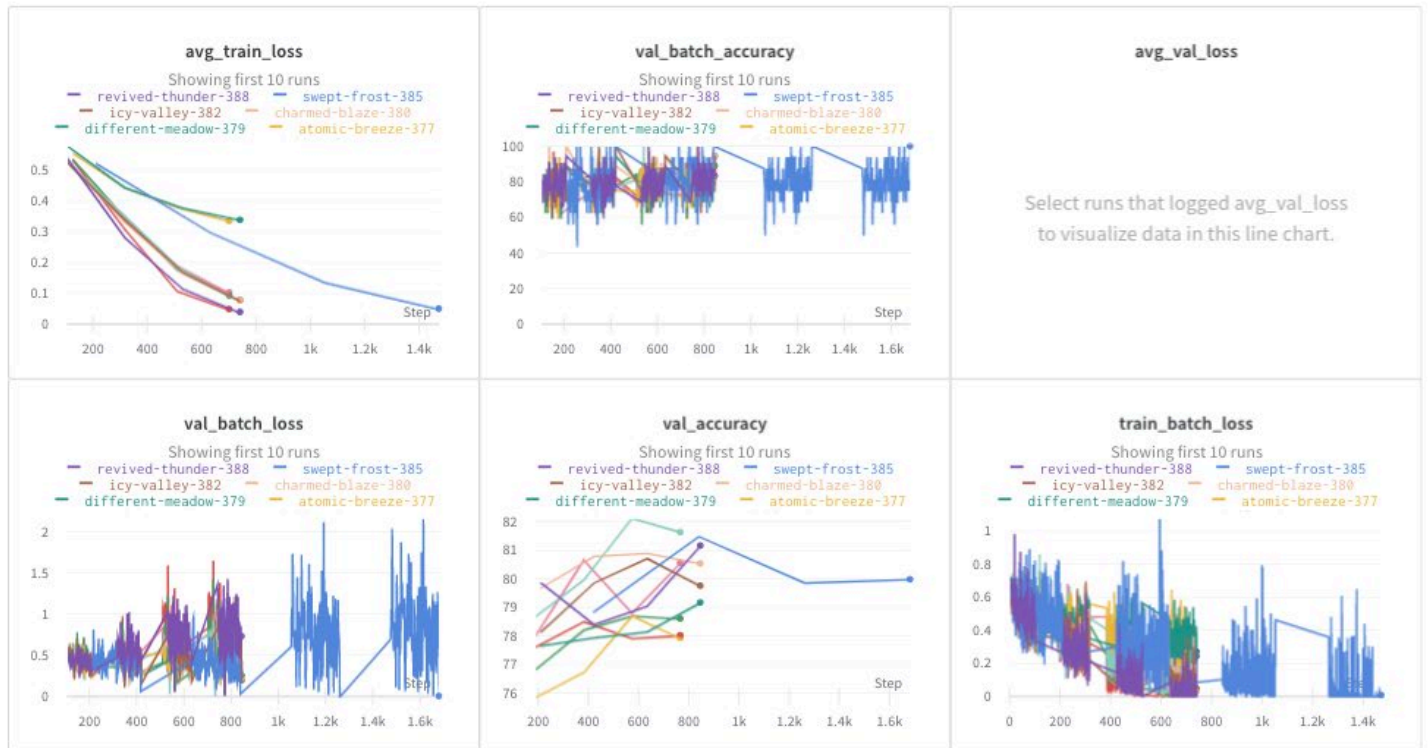 avg_train_loss
Showing first 10 runs
revived-thunder-388 swept-frost-385
icy-valley-382 charmed-blaze-380
different-meadow-379 atomic-breeze-377
0.5
0.4
0.3
0.2
0.1
0
Step
200 400 600 800 1k 1.2k 1.4k
val_batch_accuracy
Showing first 10 runs
revived-thunder-388 swept-frost-385
icy-valley-382 charmed-blaze-380
different-meadow-379 atomic-breeze-377
100
80
60
40
20
0
Step
200 400 600 800 1k 1.2k 1.4k 1.6k
avg_val_loss
Select runs that logged avg_val_loss
to visualize data in this line chart.
val_batch_loss
Showing first 10 runs
revived-thunder-388 swept-frost-385
icy-valley-382 charmed-blaze-380
different-meadow-379 atomic-breeze-377
2
1.5
1
0.5
0
Step
200 400 600 800 1k 1.2k 1.4k 1.6k
val_accuracy
Showing first 10 runs
revived-thunder-388 swept-frost-385
icy-valley-382 charmed-blaze-380
different-meadow-379 atomic-breeze-377
82
81
80
79
78
77
76
Step
200 400 600 800 1k 1.2k 1.4k 1.6k
train_batch_loss
Showing first 10 runs
revived-thunder-388 swept-frost-385
icy-valley-382 charmed-blaze-380
different-meadow-379 atomic-breeze-377
1
0.8
0.6
0.4
0.2
0
0 200 400 600 800 1k 1.2k 1.4k